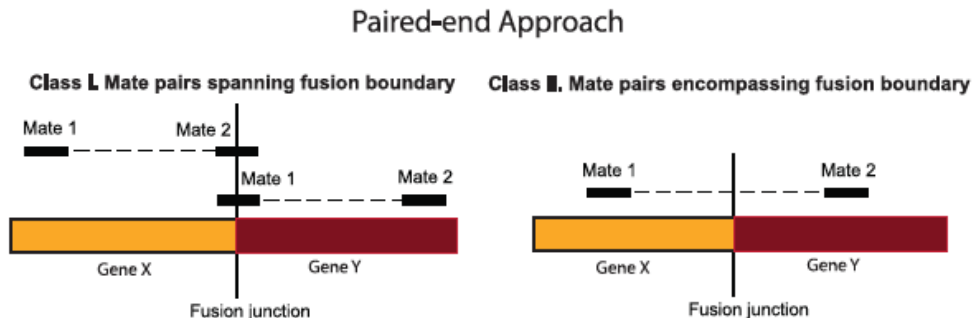 Paired-end Approach
Class I. Mate pairs spanning fusion boundary
Mate 1
Mate 2
Mate 1
Mate 2
Gene X
Gene Y
Fusion junction
Class II. Mate pairs encompassing fusion boundary
Mate 1
Mate 2
Gene X
Gene Y
Fusion junction